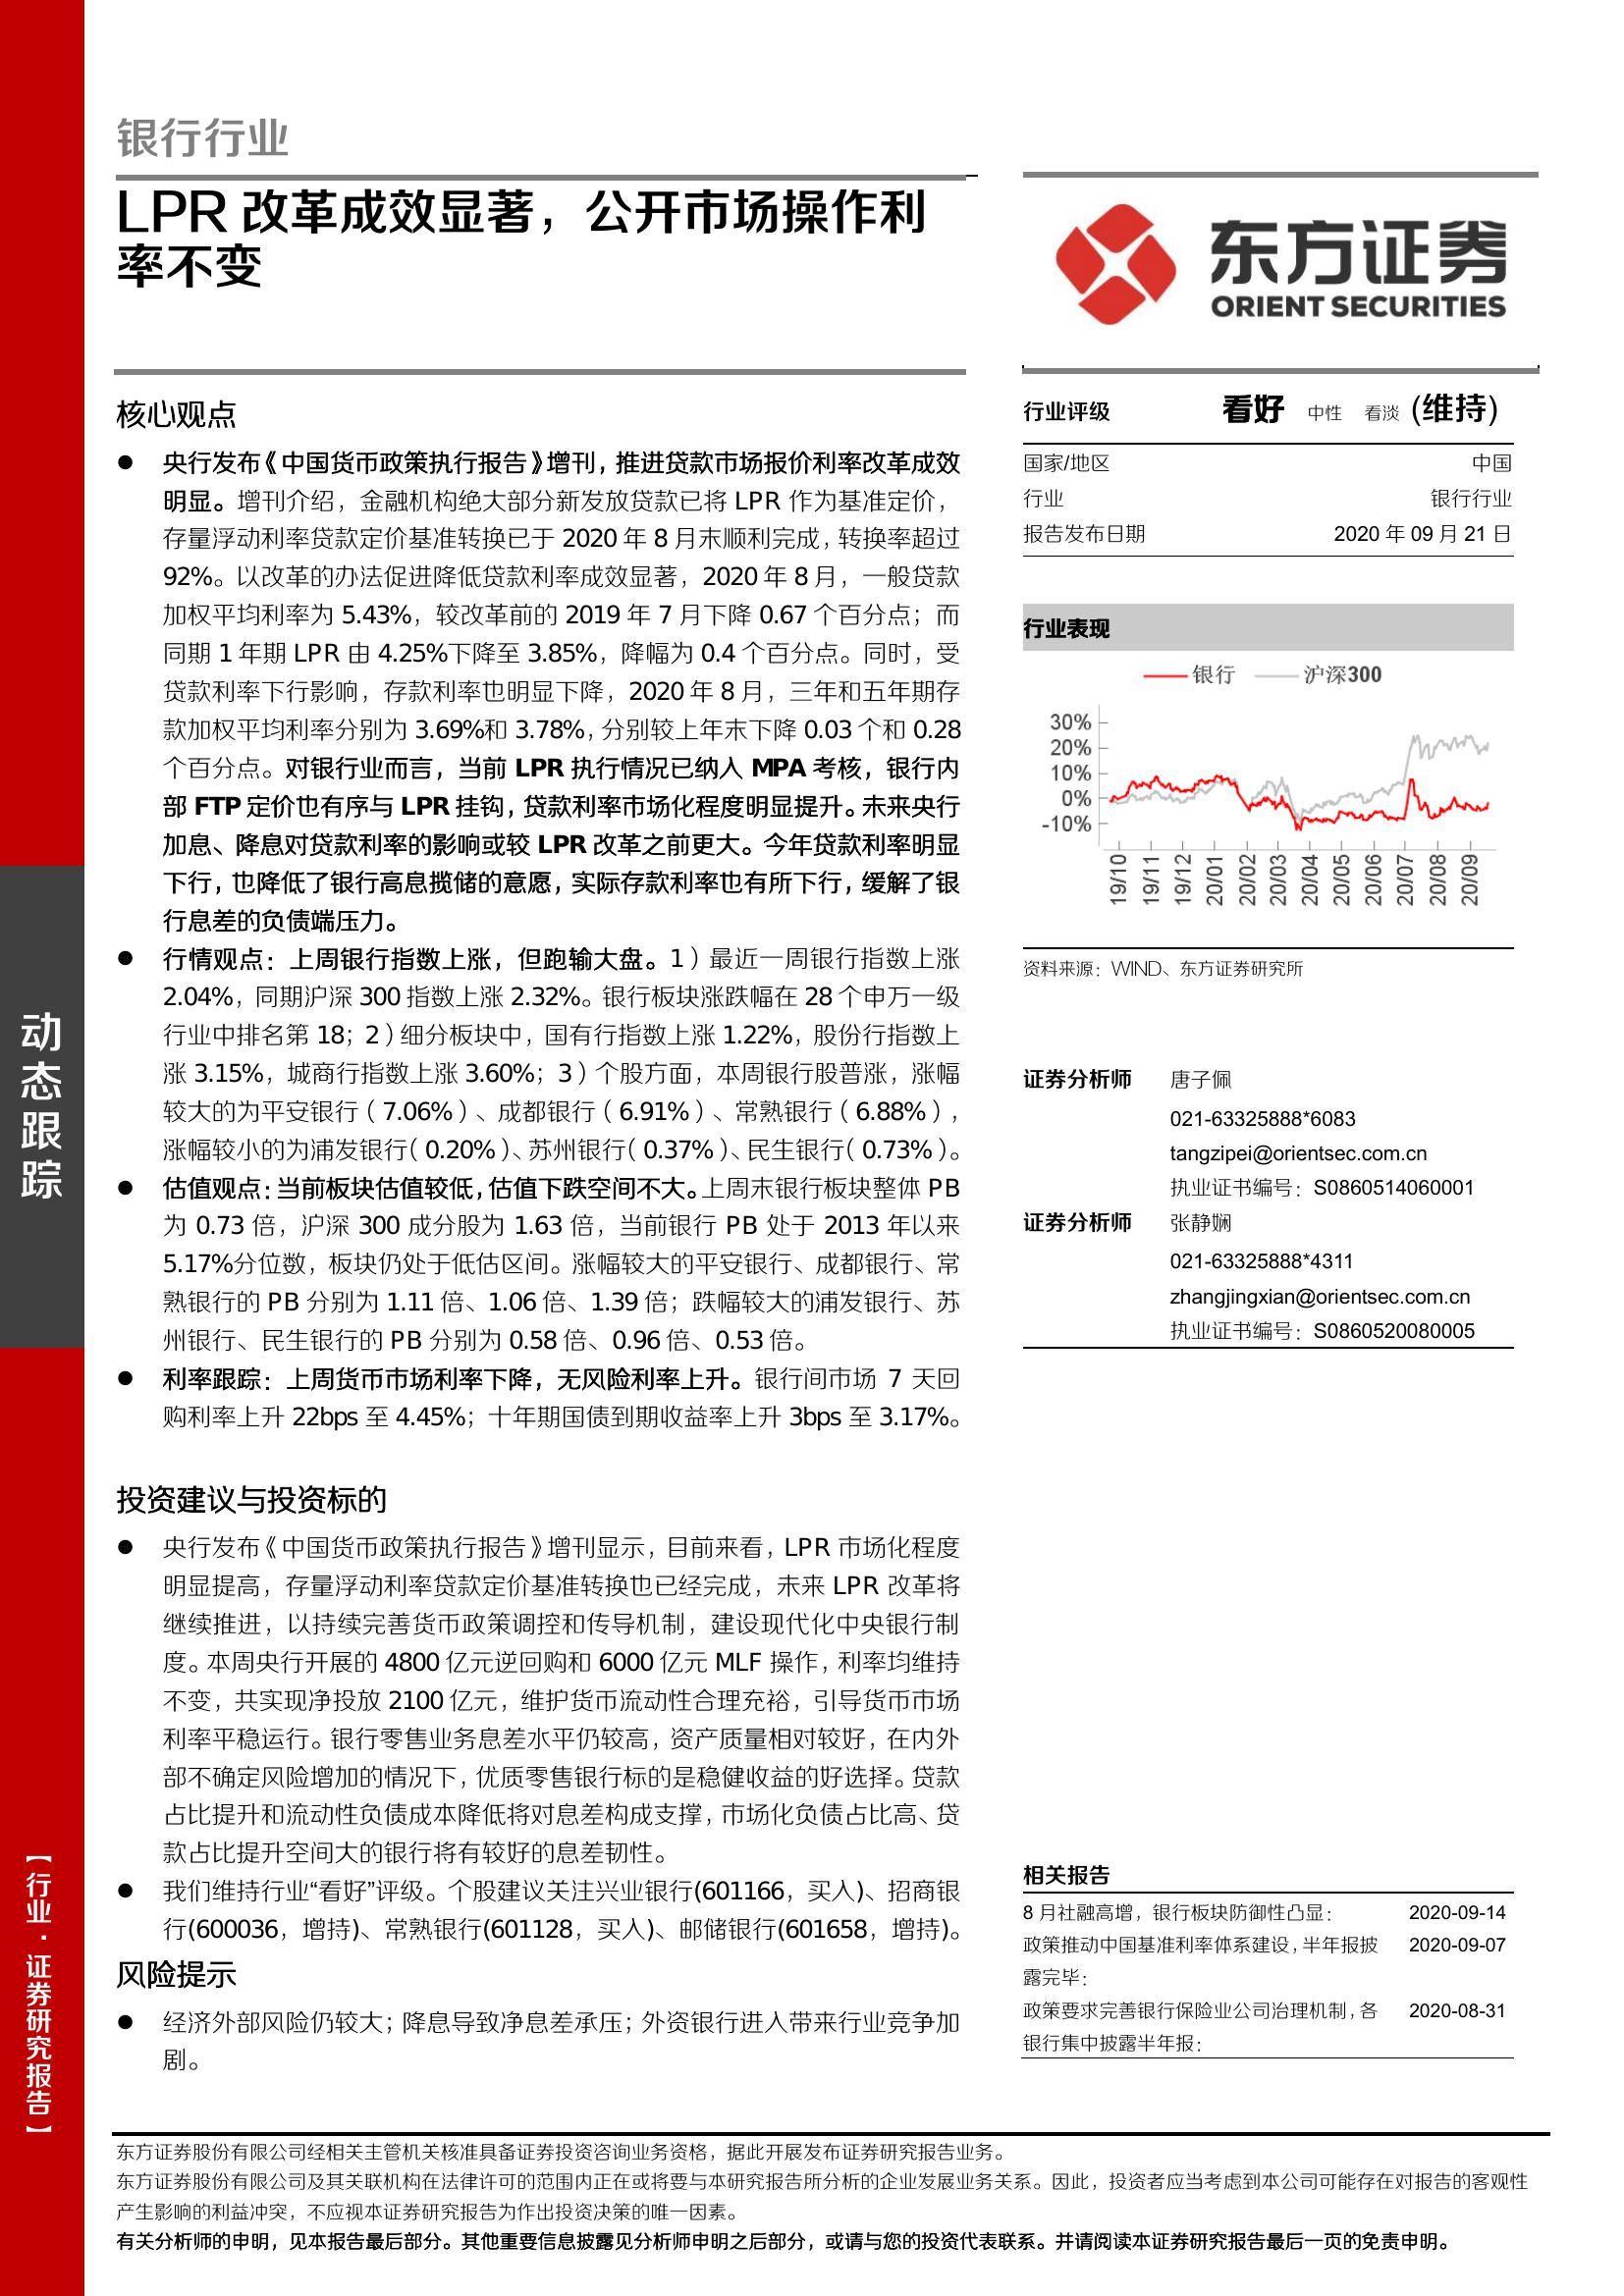 银行行业
LPR 改革成效显著，公开市场操作利
率不变
东方证券
ORIENT SECURITIES
核心观点
● 央行发布《中国货币政策执行报告》增刊，推进贷款市场报价利率改革成效
明显。增刊介绍，金融机构绝大部分新发放贷款已将 LPR 作为基准定价，
存量浮动利率贷款定价基准转换已于 2020 年 8 月末顺利完成，转换率超过
92%。以改革的办法促进降低贷款利率成效显著，2020 年 8 月，一般贷款
加权平均利率为 5.43%，较改革前的 2019 年 7 月下降 0.67 个百分点；而
同期 1 年期 LPR 由 4.25%下降至 3.85%，降幅为 0.4 个百分点。同时，受
贷款利率下行影响，存款利率也明显下降，2020 年 8 月，三年和五年期存
款加权平均利率分别为 3.69%和 3.78%，分别较上年末下降 0.03 个和 0.28
个百分点。对银行业而言，当前 LPR 执行情况已纳入 MPA 考核，银行内
部 FTP 定价也有序与 LPR 挂钩，贷款利率市场化程度明显提升。未来央行
加息、降息对贷款利率的影响或较 LPR 改革之前更大。今年贷款利率明显
下行，也降低了银行高息揽储的意愿，实际存款利率也有所下行，缓解了银
行息差的负债端压力。
● 行情观点：上周银行指数上涨，但跑输大盘。1）最近一周银行指数上涨
2.04%，同期沪深 300 指数上涨 2.32%。银行板块涨跌幅在 28 个申万一级
行业中排名第 18；2）细分板块中，国有行指数上涨 1.22%，股份行指数上
涨 3.15%，城商行指数上涨 3.60%；3）个股方面，本周银行股普涨，涨幅
较大的为平安银行（7.06%）、成都银行（6.91%）、常熟银行（6.88%），
涨幅较小的为浦发银行（0.20%）、苏州银行（0.37%）、民生银行（0.73%）。
● 估值观点：当前板块估值较低，估值下跌空间不大。上周末银行板块整体 PB
为 0.73 倍，沪深 300 成分股为 1.63 倍，当前银行 PB 处于 2013 年以来
5.17%分位数，板块仍处于低估区间。涨幅较大的平安银行、成都银行、常
熟银行的 PB 分别为 1.11 倍、1.06 倍、1.39 倍；跌幅较大的浦发银行、苏
州银行、民生银行的 PB 分别为 0.58 倍、0.96 倍、0.53 倍。
● 利率跟踪：上周货币市场利率下降，无风险利率上升。银行间市场 7 天回
购利率上升 22bps 至 4.45%；十年期国债到期收益率上升 3bps 至 3.17%。
投资建议与投资标的
● 央行发布《中国货币政策执行报告》增刊显示，目前来看，LPR 市场化程度
明显提高，存量浮动利率贷款定价基准转换也已经完成，未来 LPR 改革将
继续推进，以持续完善货币政策调控和传导机制，建设现代化中央银行制
度。本周央行开展的 4800 亿元逆回购和 6000 亿元 MLF 操作，利率均维持
不变，共实现净投放 2100 亿元，维护货币流动性合理充裕，引导货币市场
利率平稳运行。银行零售业务息差水平仍较高，资产质量相对较好，在内外
部不确定风险增加的情况下，优质零售银行标的是稳健收益的好选择。贷款
占比提升和流动性负债成本降低将对息差构成支撑，市场化负债占比高、贷
款占比提升空间大的银行将有较好的息差韧性。
● 我们维持行业“看好”评级。个股建议关注兴业银行(601166，买入)、招商银
行(600036，增持)、常熟银行(601128，买入)、邮储银行(601658，增持)。
风险提示
● 经济外部风险仍较大；降息导致净息差承压；外资银行进入带来行业竞争加
剧。
行业评级 看好 中性 看淡 (维持)
国家/地区 中国
行业 银行行业
报告发布日期 2020 年 09 月 21 日
行业表现
银行 沪深300
30%
20%
10%
0%
-10%
19/10 19/11 19/12 20/01 20/02 20/03 20/04 20/05 20/06 20/07 20/08 20/09
资料来源：WIND、东方证券研究所
证券分析师 唐子佩
021-63325888*6083
tangzipei@orientsec.com.cn
执业证书编号：S0860514060001
证券分析师 张静娴
021-63325888*4311
zhangjingxian@orientsec.com.cn
执业证书编号：S0860520080005
相关报告
8 月社融高增，银行板块防御性凸显： 2020-09-14
政策推动中国基准利率体系建设，半年报披 2020-09-07
露完毕：
政策要求完善银行保险业公司治理机制，各 2020-08-31
银行集中披露半年报：
动态跟踪
【行业·证券研究报告】
东方证券股份有限公司经相关主管机关核准具备证券投资咨询业务资格，据此开展发布证券研究报告业务。
东方证券股份有限公司及其关联机构在法律许可的范围内正在或将要与本研究报告所分析的企业发展业务关系。因此，投资者应当考虑到本公司可能存在对报告的客观性
产生影响的利益冲突，不应视本证券研究报告为作出投资决策的唯一因素。
有关分析师的申明，见本报告最后部分。其他重要信息披露见分析师申明之后部分，或请与您的投资代表联系。并请阅读本证券研究报告最后一页的免责申明。